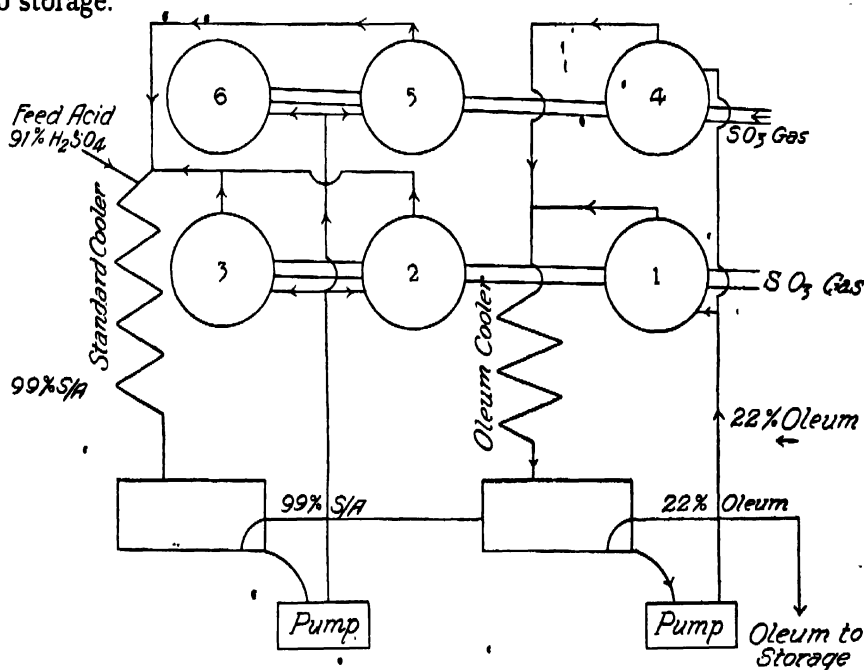 o storage.
6
5
4
Feed Acid
91% H₂SO₄
SO₃ Gas
3
2
1
SO₃ Gas
Standard Cooler
Oleum Cooler
99% S/A
22% Oleum
99% S/A
22% Oleum
Pump
Pump
Oleum to
Storage